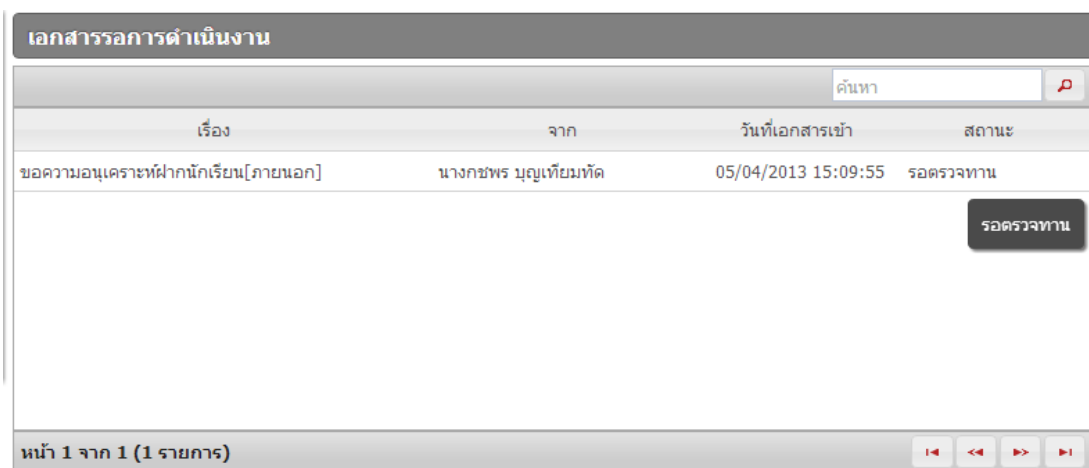 เอกสารรอการดำเนินงาน
ค้นหา
เรื่อง จาก วันที่เอกสารเข้า สถานะ
ขอความอนุเคราะห์ฝากนักเรียน[ภายนอก] นางกชพร บุญเทียมทัด 05/04/2013 15:09:55 รอตรวจทาน
รอตรวจทาน
หน้า 1 จาก 1 (1 รายการ)